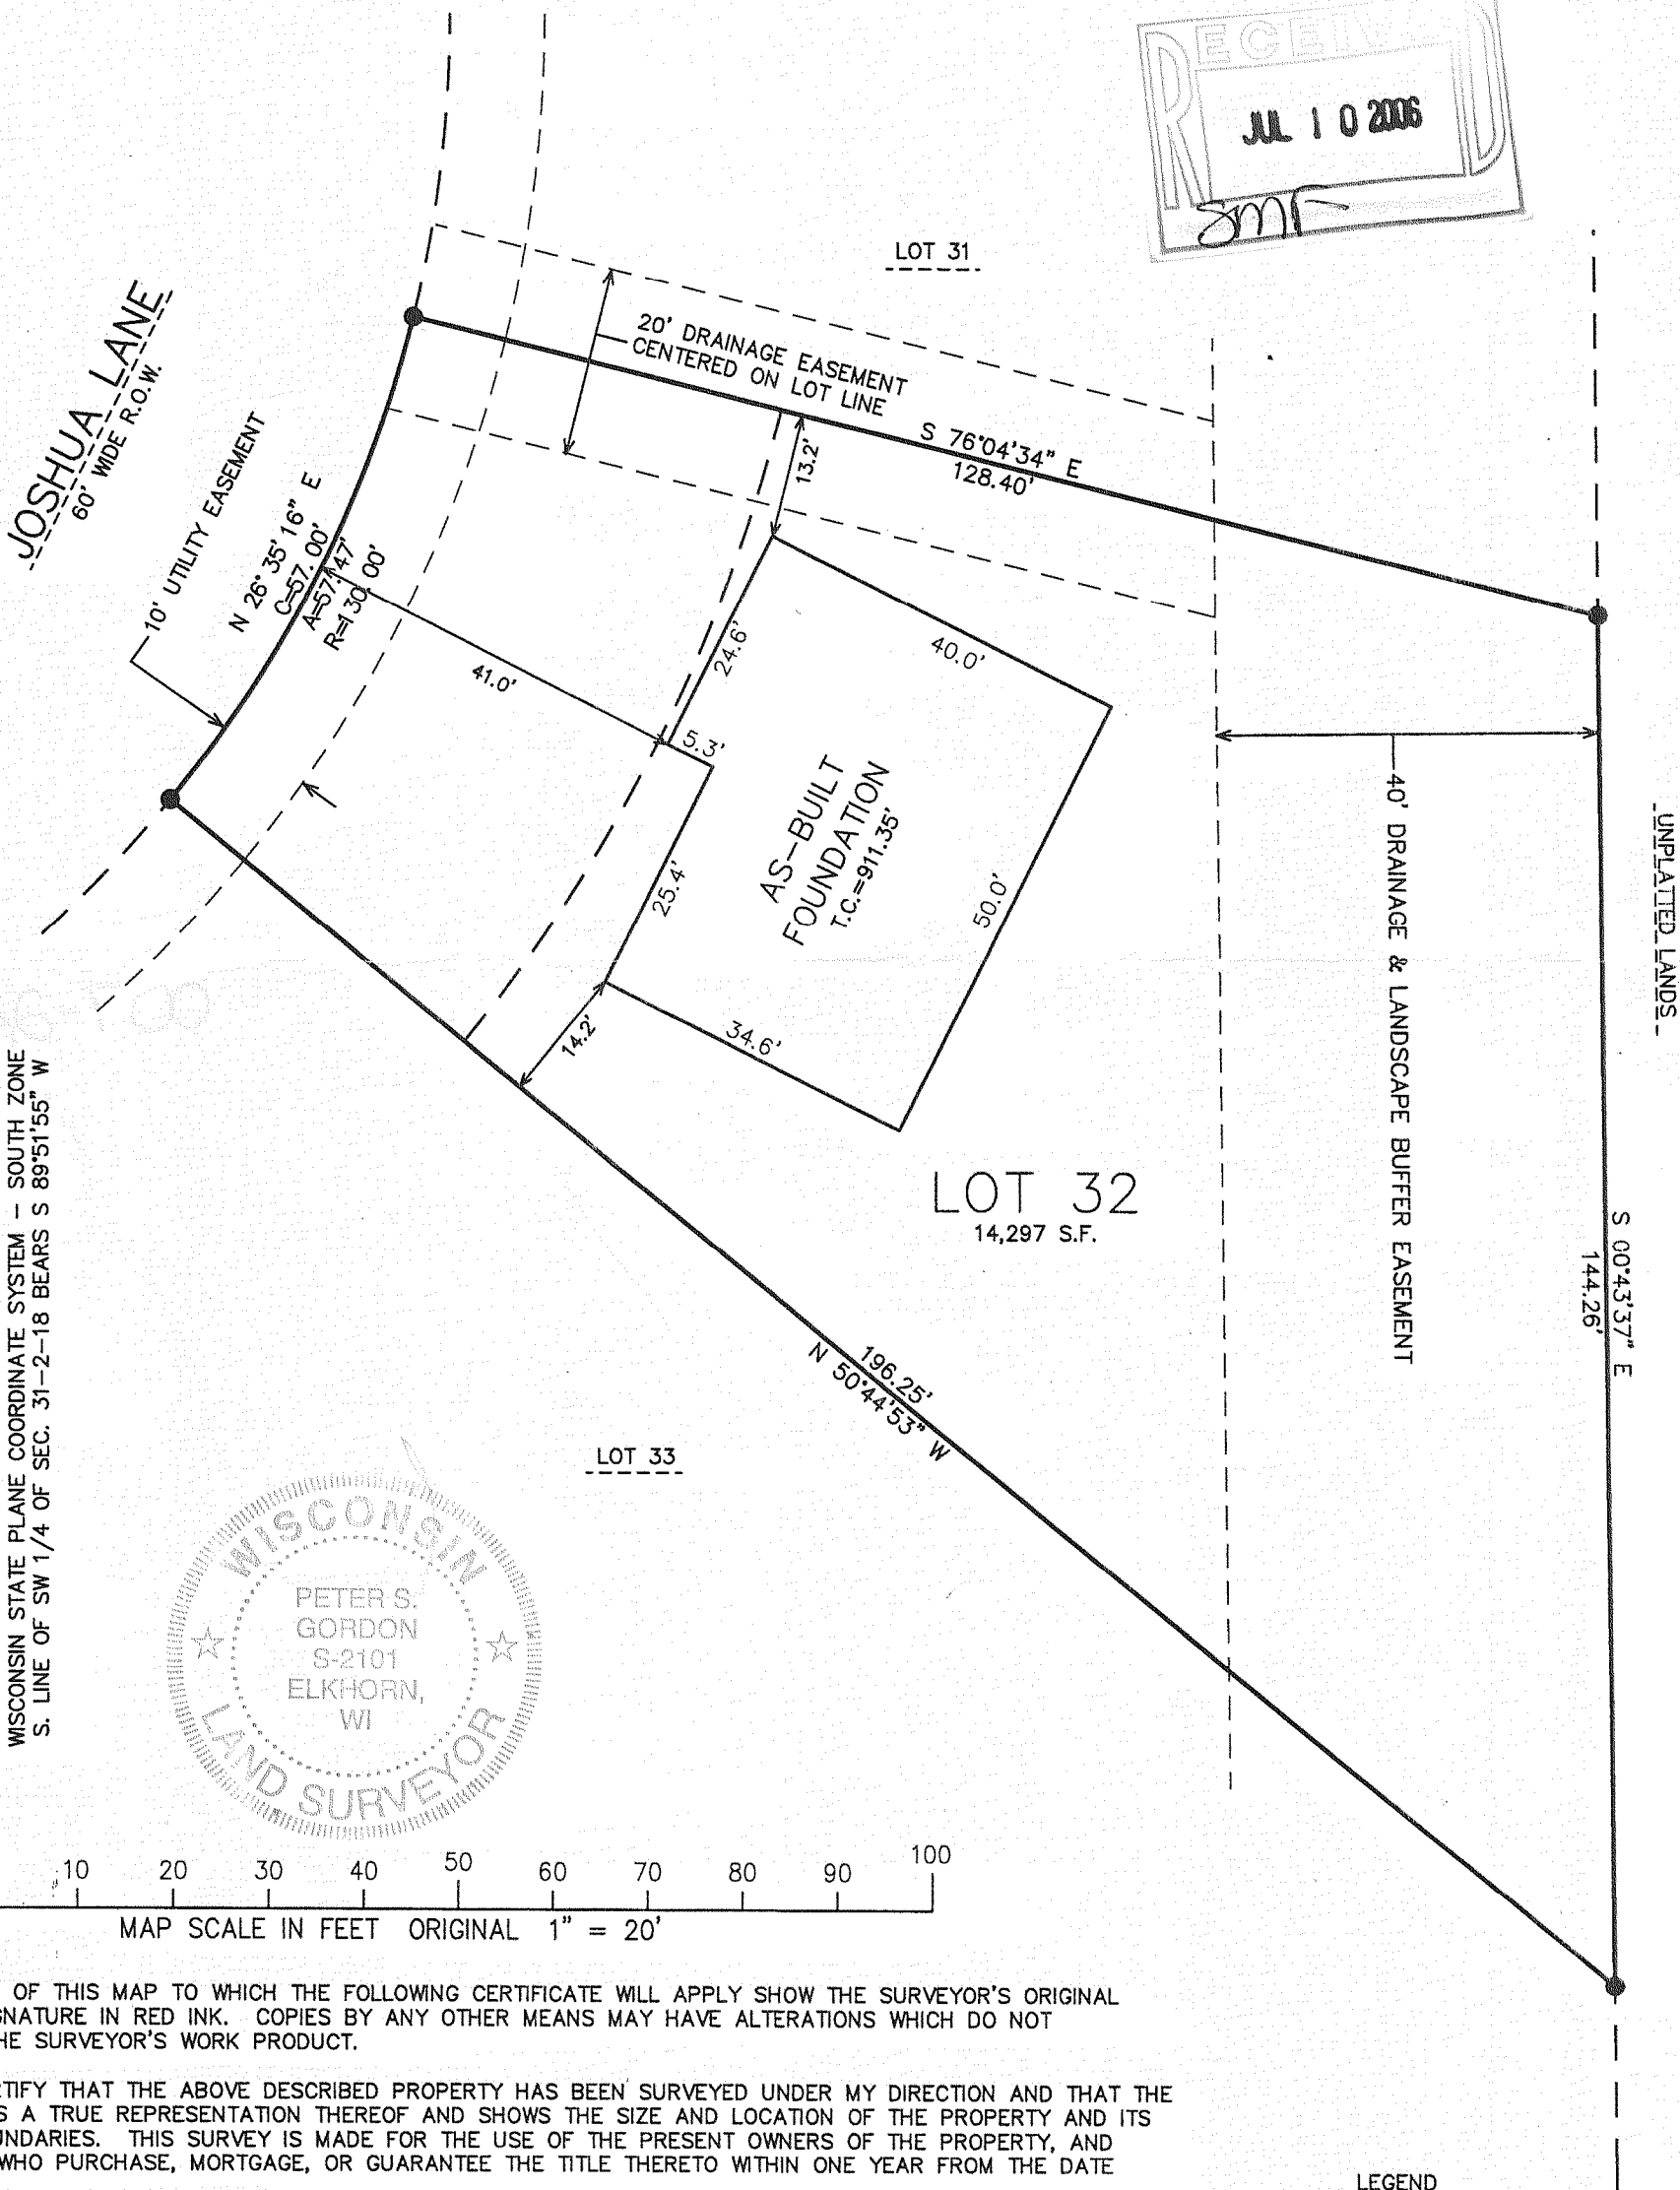 RECEIVED
JUL 10 2006
SMF
LOT 31
JOSHUA LANE
60' WIDE R.O.W.
20' DRAINAGE EASEMENT
CENTERED ON LOT LINE
S 76°04'34" E
128.40'
13.2'
10' UTILITY EASEMENT
N 26°35'16" E
C=57.00'
A=57.47'
R=130.00'
41.0'
24.6'
40.0'
5.3'
AS-BUILT
FOUNDATION
T.C.=911.35'
25.4'
50.0'
34.6'
14.2'
40' DRAINAGE & LANDSCAPE BUFFER EASEMENT
UNPLATTED LANDS
S 00°43'37" E
144.26'
LOT 32
14,297 S.F.
196.25'
N 50°44'53" W
LOT 33
WISCONSIN STATE PLANE COORDINATE SYSTEM - SOUTH ZONE
S. LINE OF SW 1/4 OF SEC. 31-2-18 BEARS S 89°51'55" W
WISCONSIN
PETER S.
GORDON
S-2101
ELKHORN,
WI
LAND SURVEYOR
10 20 30 40 50 60 70 80 90 100
MAP SCALE IN FEET ORIGINAL 1" = 20'
OF THIS MAP TO WHICH THE FOLLOWING CERTIFICATE WILL APPLY SHOW THE SURVEYOR'S ORIGINAL
GNATURE IN RED INK. COPIES BY ANY OTHER MEANS MAY HAVE ALTERATIONS WHICH DO NOT
HE SURVEYOR'S WORK PRODUCT.
TIFY THAT THE ABOVE DESCRIBED PROPERTY HAS BEEN SURVEYED UNDER MY DIRECTION AND THAT THE
S A TRUE REPRESENTATION THEREOF AND SHOWS THE SIZE AND LOCATION OF THE PROPERTY AND ITS
UNDARIES. THIS SURVEY IS MADE FOR THE USE OF THE PRESENT OWNERS OF THE PROPERTY, AND
WHO PURCHASE, MORTGAGE, OR GUARANTEE THE TITLE THERETO WITHIN ONE YEAR FROM THE DATE
LEGEND